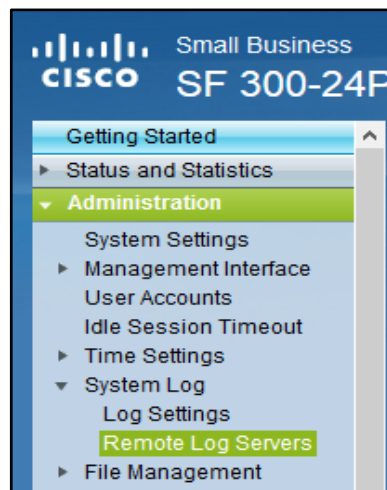 Small Business
CISCO SF 300-24P
Getting Started
Status and Statistics
Administration
System Settings
Management Interface
User Accounts
Idle Session Timeout
Time Settings
System Log
Log Settings
Remote Log Servers
File Management